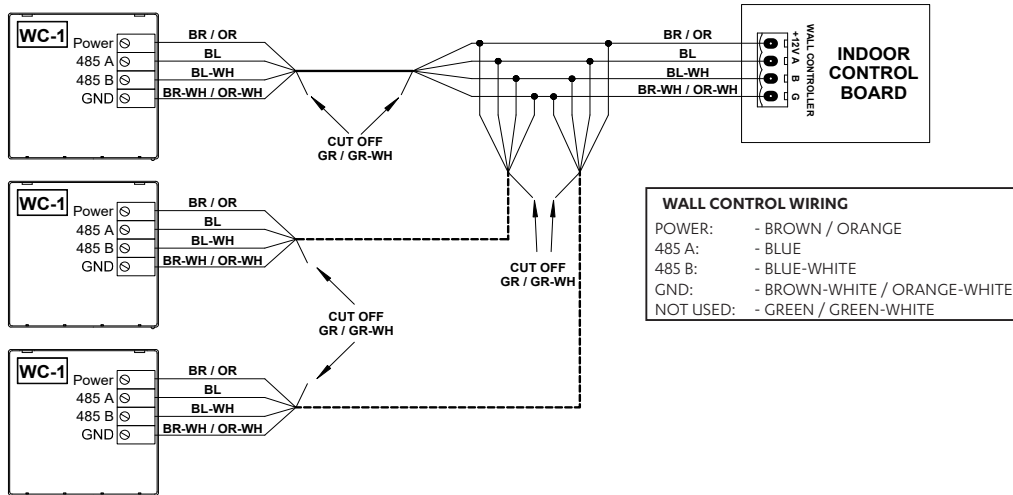 WC-1
Power
485 A
485 B
GND
BR / OR
BL
BL-WH
BR-WH / OR-WH
CUT OFF
GR / GR-WH
BR / OR
BL
BL-WH
BR-WH / OR-WH
+12V A B G
WALL CONTROLLER
INDOOR
CONTROL
BOARD
WC-1
Power
485 A
485 B
GND
BR / OR
BL
BL-WH
BR-WH / OR-WH
CUT OFF
GR / GR-WH
CUT OFF
GR / GR-WH
WALL CONTROL WIRING
POWER: - BROWN / ORANGE
485 A: - BLUE
485 B: - BLUE-WHITE
GND: - BROWN-WHITE / ORANGE-WHITE
NOT USED: - GREEN / GREEN-WHITE
WC-1
Power
485 A
485 B
GND
BR / OR
BL
BL-WH
BR-WH / OR-WH